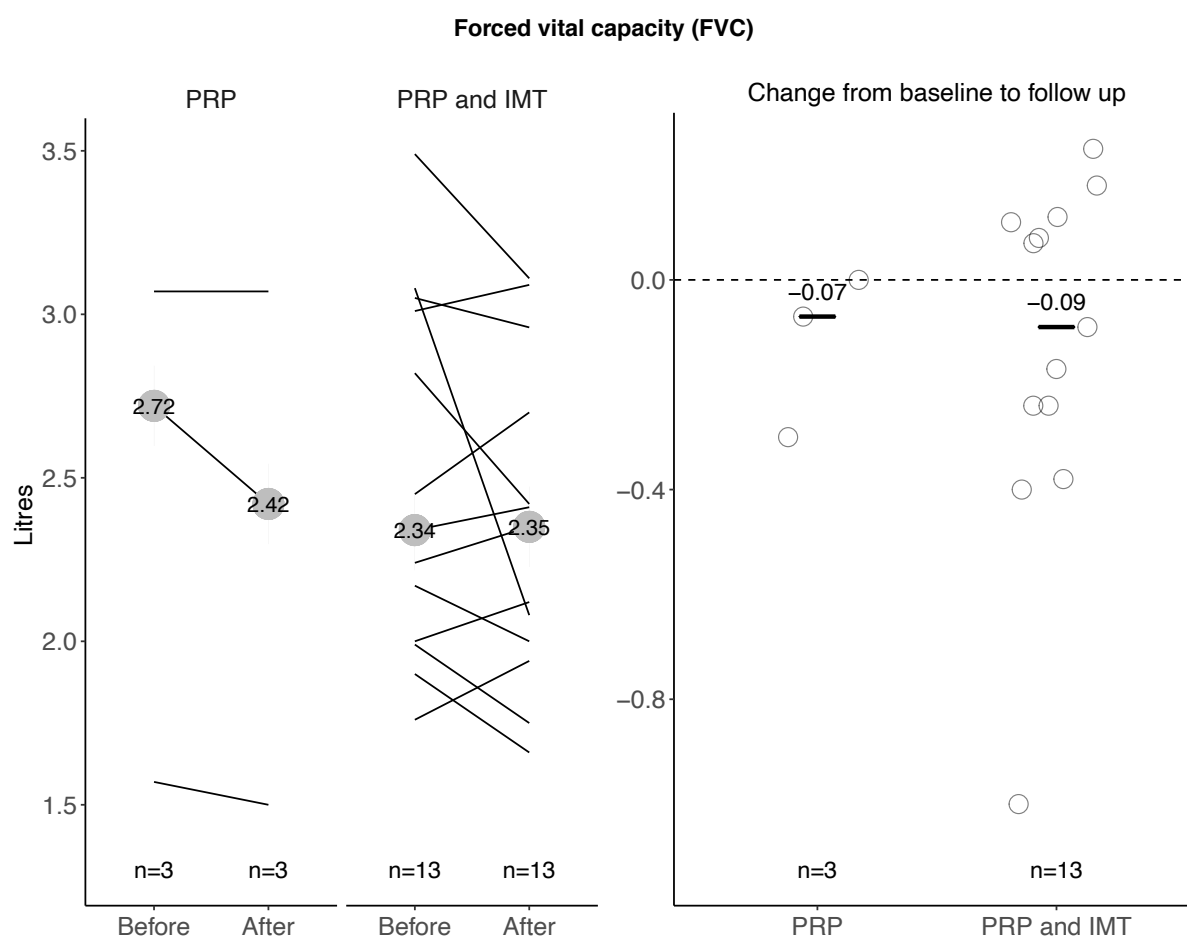 Forced vital capacity (FVC)
PRP
PRP and IMT
Litres
3.5
3.0
2.5
2.0
1.5
2.72
2.42
2.34
2.35
n=3
n=3
n=13
n=13
Before
After
Before
After
Change from baseline to follow up
0.0
−0.4
−0.8
−0.07
−0.09
n=3
n=13
PRP
PRP and IMT